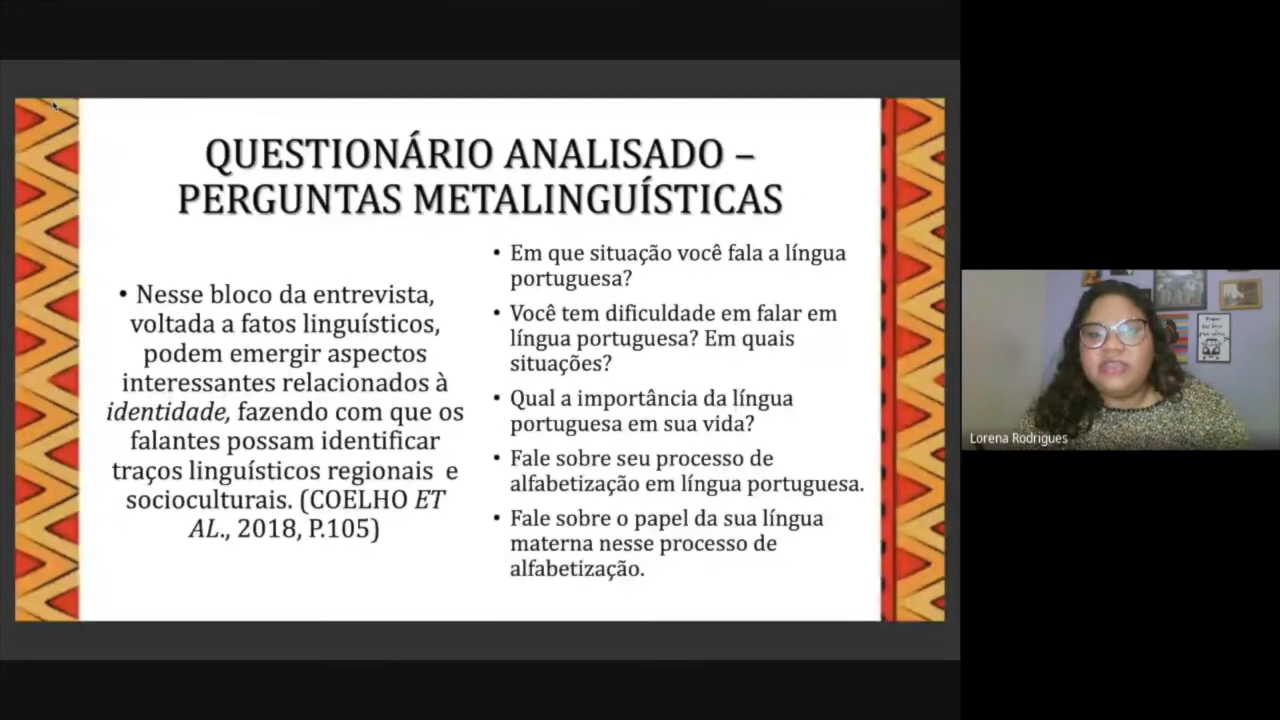 QUESTIONÁRIO ANALISADO –
PERGUNTAS METALINGUÍSTICAS
• Nesse bloco da entrevista,
voltada a fatos linguísticos,
podem emergir aspectos
interessantes relacionados à
identidade, fazendo com que os
falantes possam identificar
traços linguísticos regionais e
socioculturais. (COELHO ET
AL., 2018, P.105)
• Em que situação você fala a língua
portuguesa?
• Você tem dificuldade em falar em
língua portuguesa? Em quais
situações?
• Qual a importância da língua
portuguesa em sua vida?
• Fale sobre seu processo de
alfabetização em língua portuguesa.
• Fale sobre o papel da sua língua
materna nesse processo de
alfabetização.
Lorena Rodrigues